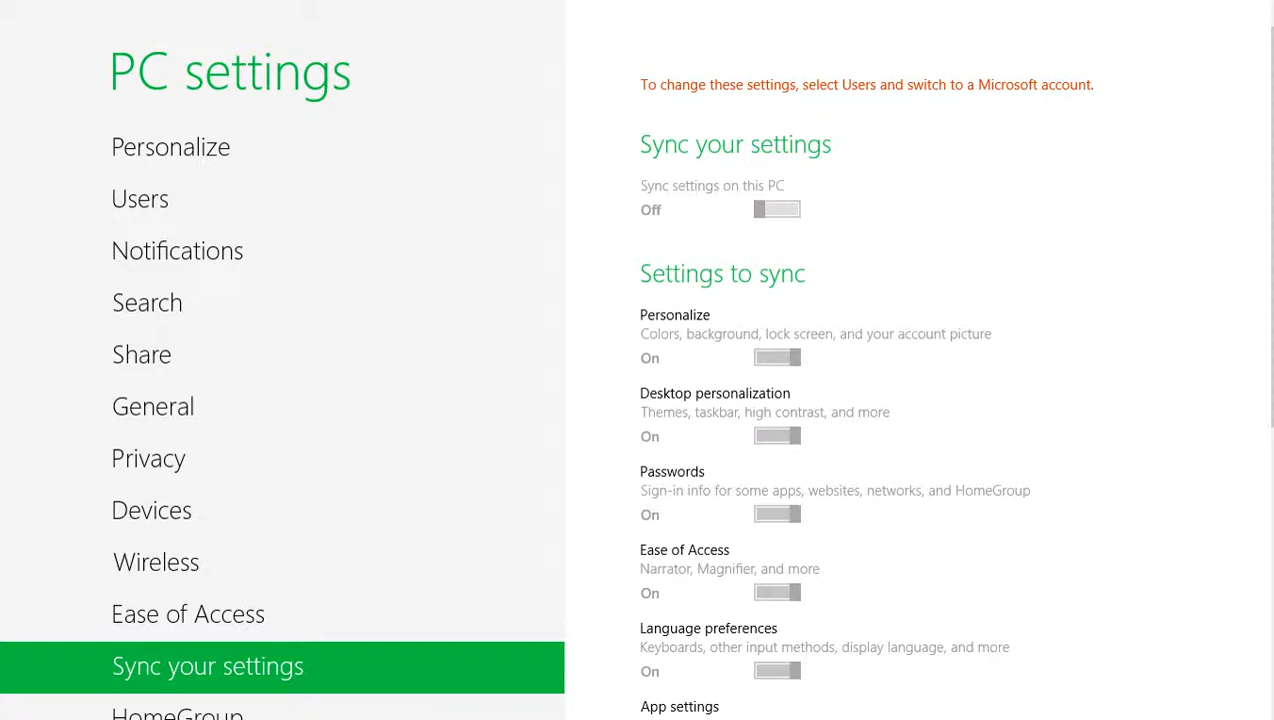 PC settings
Personalize
Users
Notifications
Search
Share
General
Privacy
Devices
Wireless
Ease of Access
Sync your settings
HomeGroup
To change these settings, select Users and switch to a Microsoft account.
Sync your settings
Sync settings on this PC
Off
Settings to sync
Personalize
Colors, background, lock screen, and your account picture
On
Desktop personalization
Themes, taskbar, high contrast, and more
On
Passwords
Sign-in info for some apps, websites, networks, and HomeGroup
On
Ease of Access
Narrator, Magnifier, and more
On
Language preferences
Keyboards, other input methods, display language, and more
On
App settings